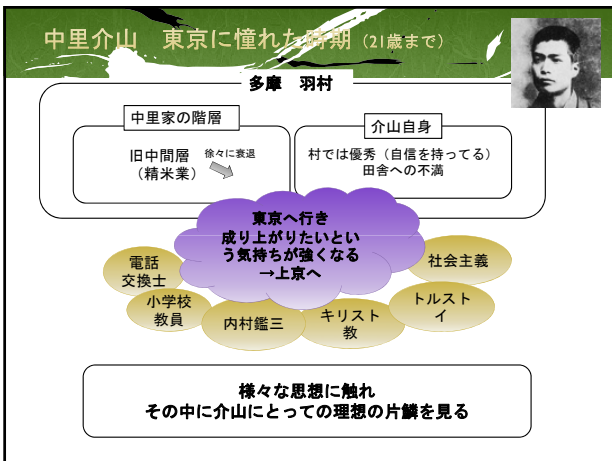 中里介山　東京に憧れた時期（21歳まで）
多摩　羽村
中里家の階層
旧中間層　徐々に衰退
（精米業）
介山自身
村では優秀（自信を持ってる）
田舎への不満
東京へ行き
成り上がりたいとい
う気持ちが強くなる
→上京へ
電話
交換士
小学校
教員
内村鑑三
キリスト
教
トルスト
イ
社会主義
様々な思想に触れ
その中に介山にとっての理想の片鱗を見る